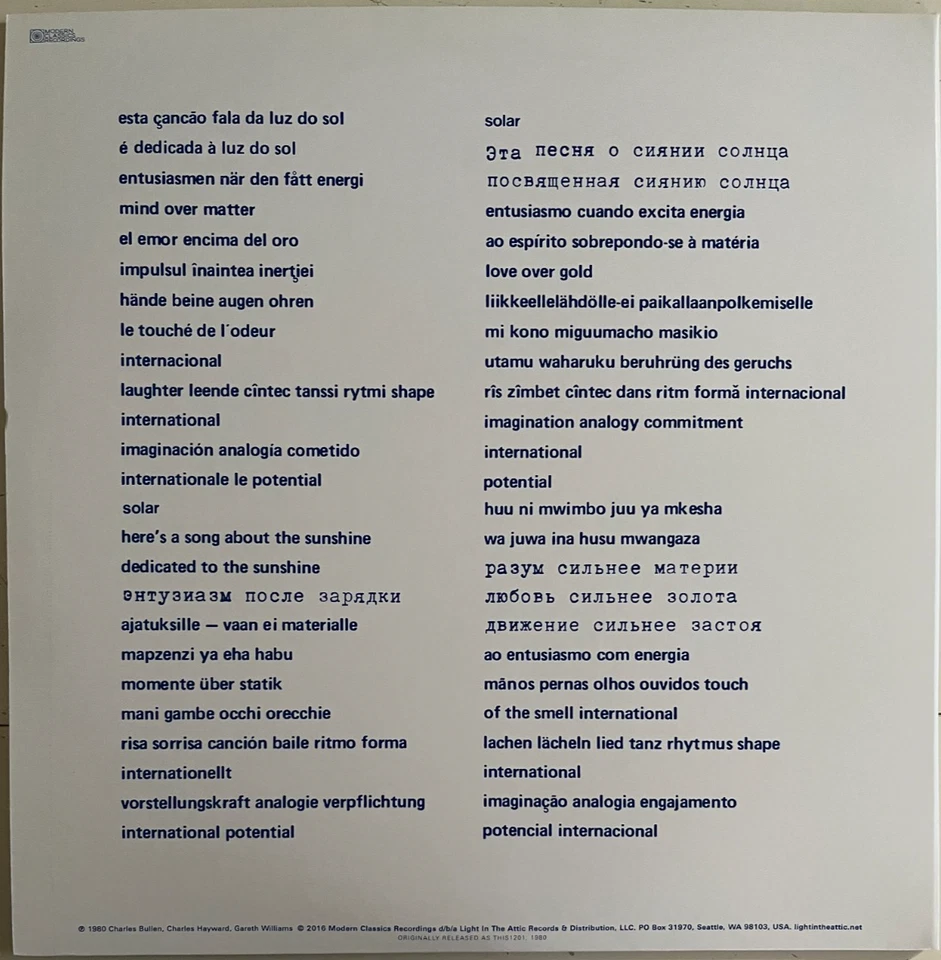 MODERN
CLASSICS
RECORDINGS
esta çancão fala da luz do sol
é dedicada à luz do sol
entusiasmen när den fått energi
mind over matter
el emor encima del oro
impulsul înaintea inerţiei
hände beine augen ohren
le touché de l´odeur
internacional
laughter leende cîntec tanssi rytmi shape
international
imaginación analogía cometido
internationale le potential
solar
here's a song about the sunshine
dedicated to the sunshine
энтузиазм после зарядки
ajatuksille — vaan ei materialle
mapzenzi ya eha habu
momente über statik
mani gambe occhi orecchie
risa sorrisa canción baile ritmo forma
internationellt
vorstellungskraft analogie verpflichtung
international potential
solar
Эта песня о сиянии солнца
посвященная сиянию солнца
entusiasmo cuando excita energia
ao espírito sobrepondo-se à matéria
love over gold
liikkeellelähdölle-ei paikallaanpolkemiselle
mi kono miguumacho masikio
utamu waharuku beruhrüng des geruchs
rîs zîmbet cîntec dans ritm formă internacional
imagination analogy commitment
international
potential
huu ni mwimbo juu ya mkesha
wa juwa ina husu mwangaza
разум сильнее материи
любовь сильнее золота
движение сильнее застоя
ao entusiasmo com energia
mãnos pernas olhos ouvidos touch
of the smell international
lachen lächeln lied tanz rhytmus shape
international
imaginação analogia engajamento
potencial internacional
℗ 1980 Charles Bullen, Charles Hayward, Gareth Williams © 2016 Modern Classics Recordings d/b/a Light In The Attic Records & Distribution, LLC. PO Box 31970, Seattle, WA 98103, USA. lightintheattic.net
ORIGINALLY RELEASED AS THIS1201, 1980